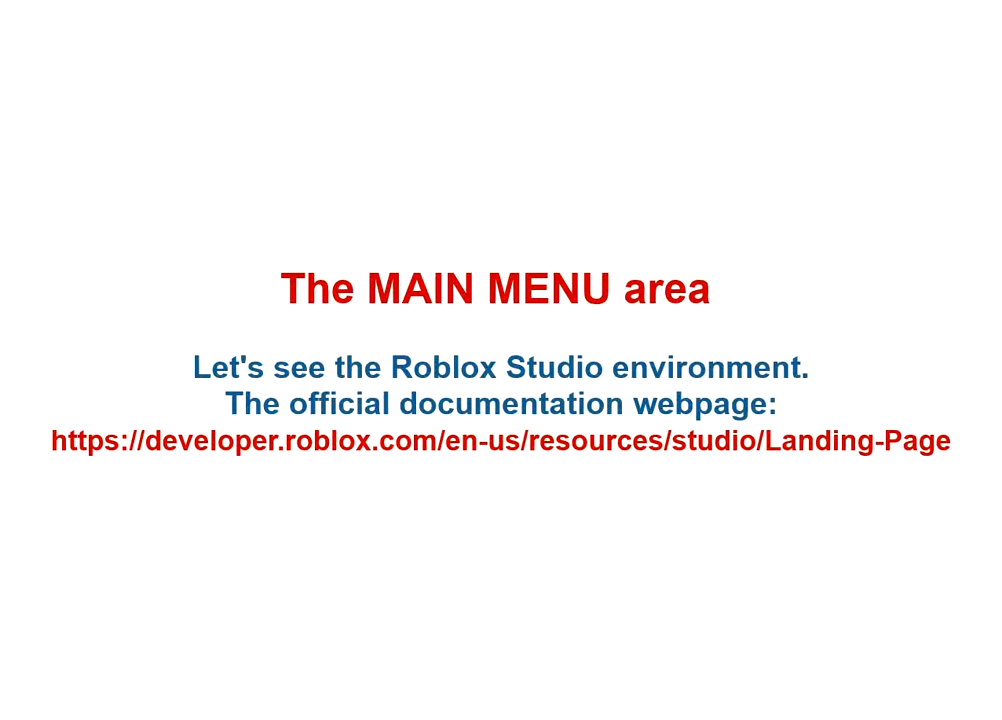 The MAIN MENU area
Let's see the Roblox Studio environment.
The official documentation webpage:
https://developer.roblox.com/en-us/resources/studio/Landing-Page